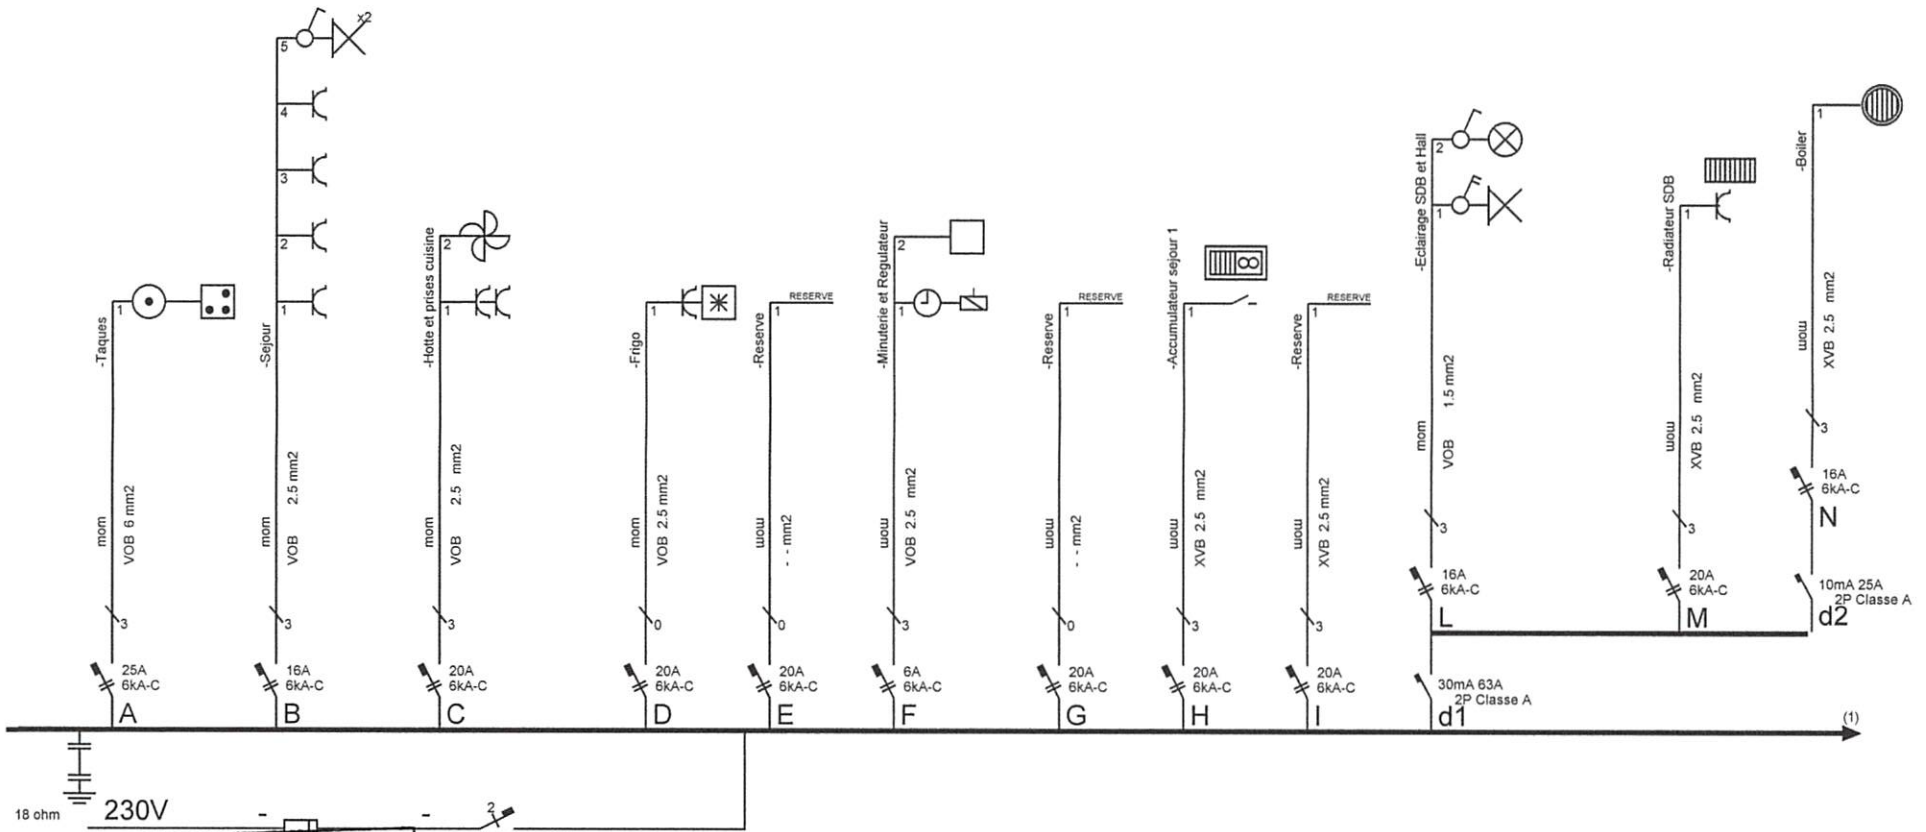 x2
5
4
3
2
1
-Taques
mom
VOB 6 mm2
3
25A
6kA-C
A
1
-Sejour
mom
VOB 2.5 mm2
3
16A
6kA-C
B
2
1
-Hotte et prises cuisine
mom
VOB 2.5 mm2
3
20A
6kA-C
C
1
-Frigo
mom
VOB 2.5 mm2
0
20A
6kA-C
D
RESERVE
1
-Reserve
mom
- - mm2
0
20A
6kA-C
E
2
1
-Minuterie et Regulateur
mom
VOB 2.5 mm2
3
6A
6kA-C
F
RESERVE
1
-Reserve
mom
- - mm2
0
20A
6kA-C
G
1
-Accumulateur sejour 1
8
mom
XVB 2.5 mm2
3
20A
6kA-C
H
RESERVE
1
-Reserve
mom
XVB 2.5 mm2
3
20A
6kA-C
I
2
1
-Eclairage SDB et Hall
mom
VOB 1.5 mm2
3
16A
6kA-C
L
30mA 63A
2P Classe A
d1
1
-Radiateur SDB
mom
XVB 2.5 mm2
3
20A
6kA-C
M
1
-Boiler
mom
XVB 2.5 mm2
3
16A
6kA-C
N
10mA 25A
2P Classe A
d2
(1)
18 ohm
230V
-
-
2